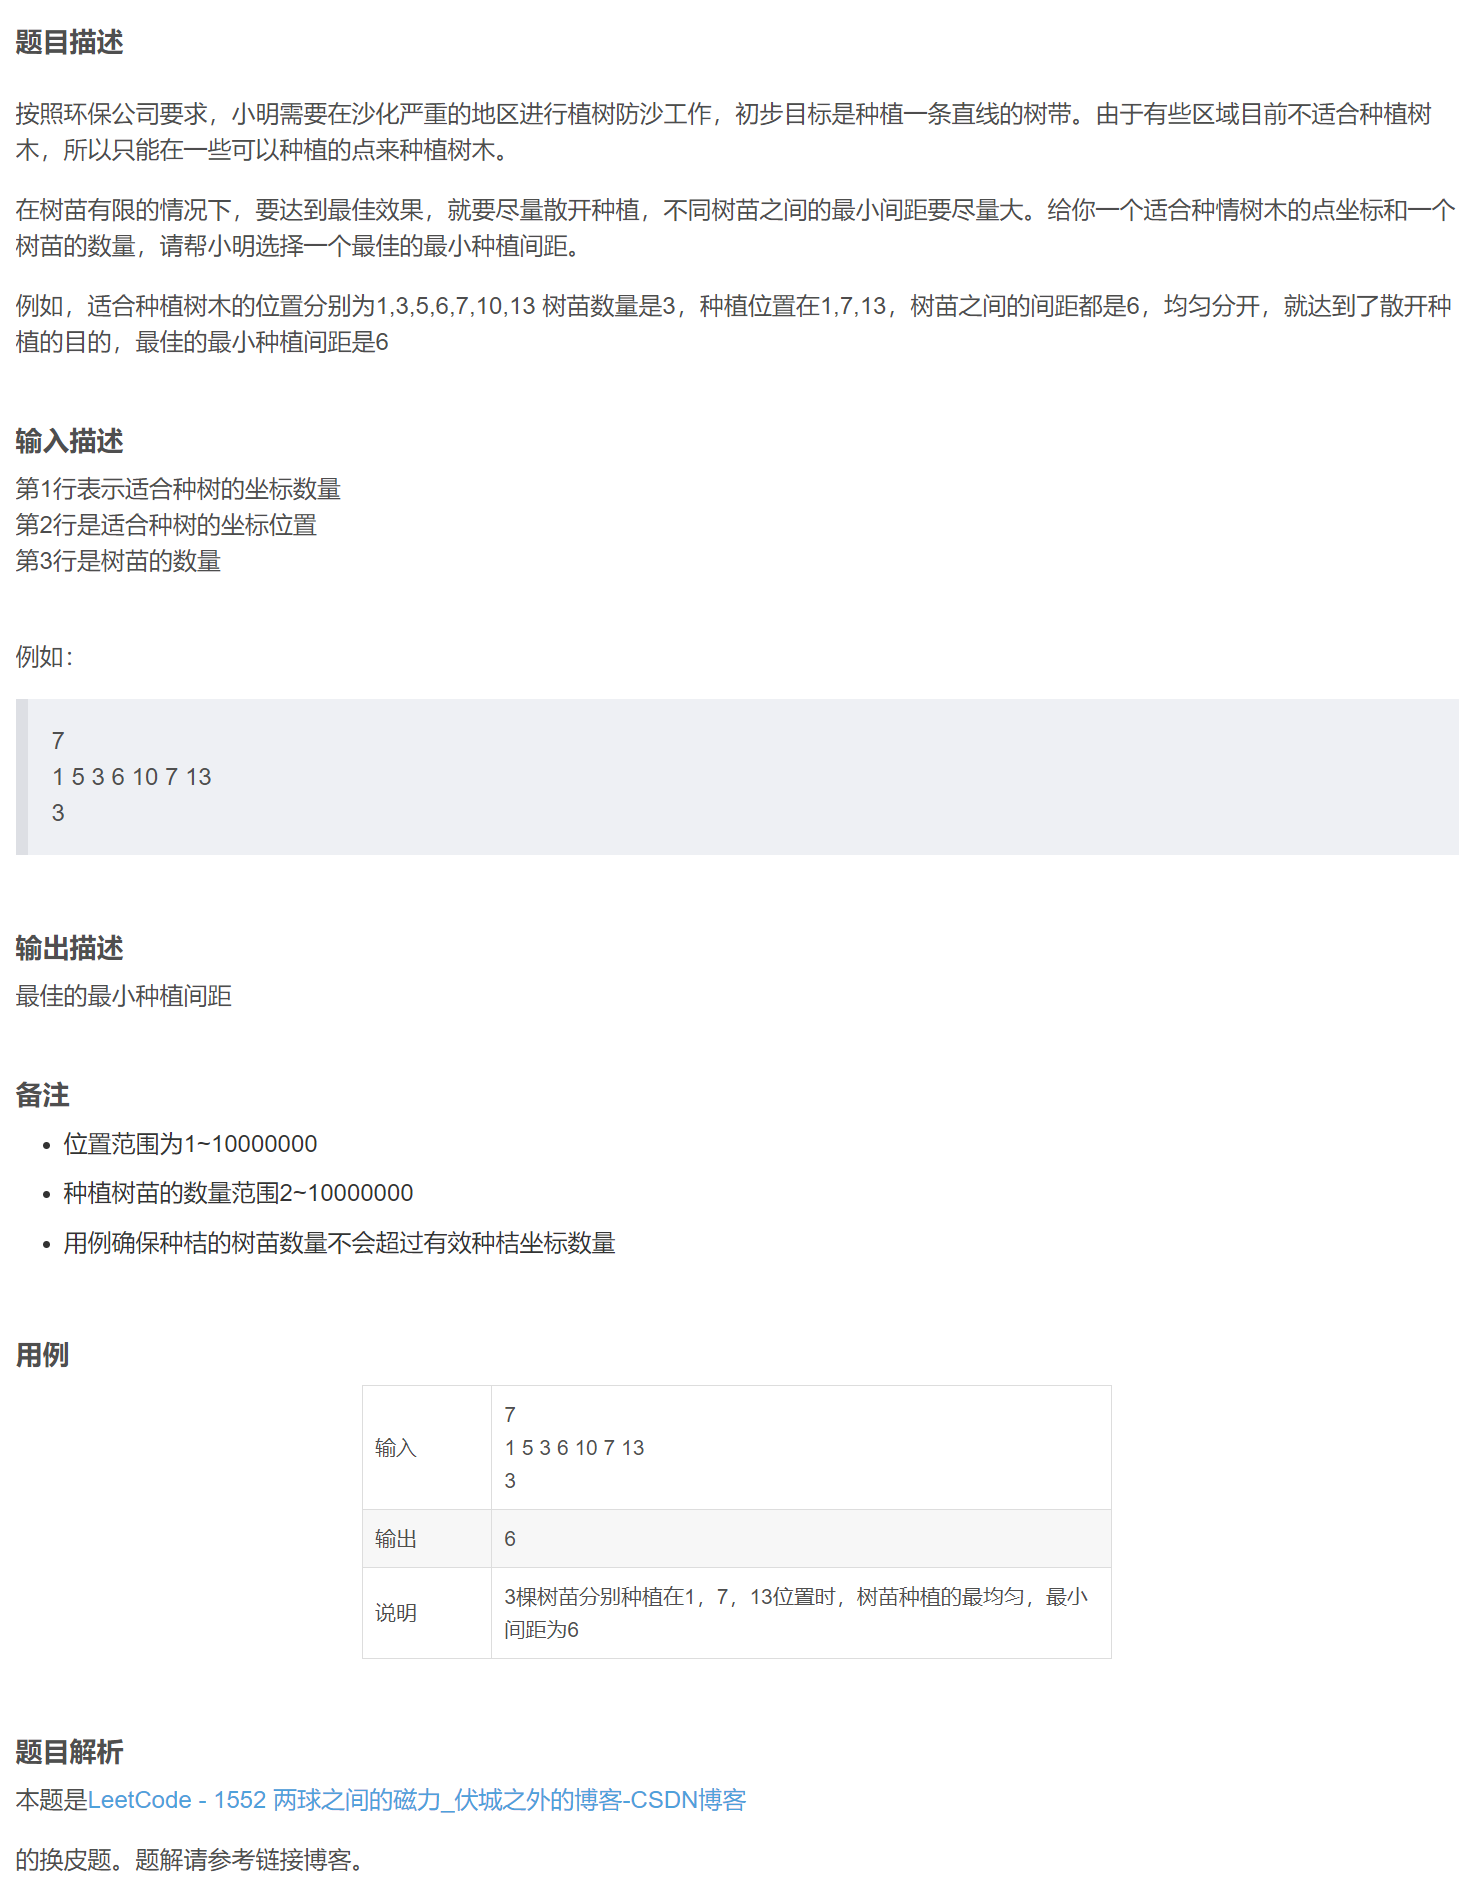 题目描述
按照环保公司要求，小明需要在沙化严重的地区进行植树防沙工作，初步目标是种植一条直线的树带。由于有些区域目前不适合种植树
木，所以只能在一些可以种植的点来种植树木。
在树苗有限的情况下，要达到最佳效果，就要尽量散开种植，不同树苗之间的最小间距要尽量大。给你一个适合种情树木的点坐标和一个
树苗的数量，请帮小明选择一个最佳的最小种植间距。
例如，适合种植树木的位置分别为1,3,5,6,7,10,13 树苗数量是3，种植位置在1,7,13，树苗之间的间距都是6，均匀分开，就达到了散开种
植的目的，最佳的最小种植间距是6
输入描述
第1行表示适合种树的坐标数量
第2行是适合种树的坐标位置
第3行是树苗的数量
例如：
7
1 5 3 6 10 7 13
3
输出描述
最佳的最小种植间距
备注
• 位置范围为1~10000000
• 种植树苗的数量范围2~10000000
• 用例确保种桔的树苗数量不会超过有效种桔坐标数量
用例
输入
7
1 5 3 6 10 7 13
3
输出
6
说明
3棵树苗分别种植在1，7，13位置时，树苗种植的最均匀，最小
间距为6
题目解析
本题是LeetCode - 1552 两球之间的磁力_伏城之外的博客-CSDN博客
的换皮题。题解请参考链接博客。